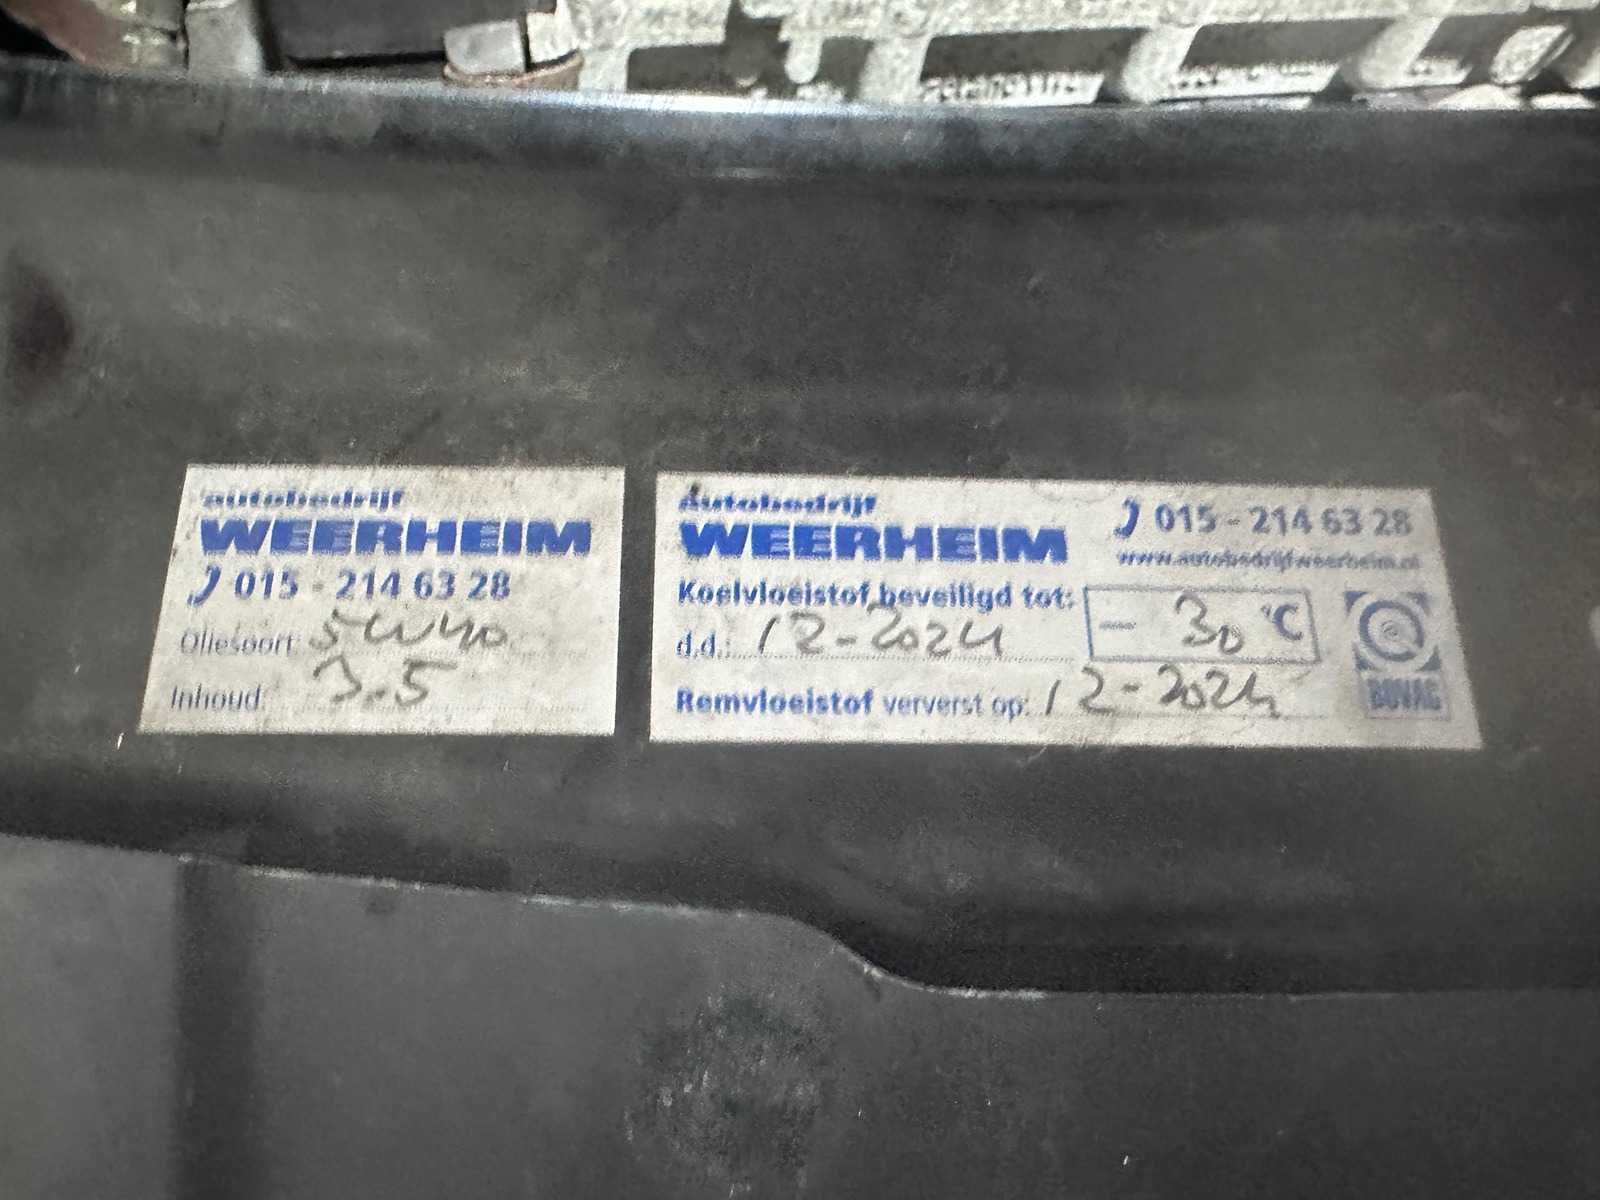 autobedrijf
WEERHEIM
015 - 214 63 28
Oliesoort: 5W40
Inhoud: 3.5
Autobedrijf
WEERHEIM
015 - 214 63 28
www.autobedrijfweerheim.nl
Koelvloeistof beveiligd tot: - 30 °C
d.d.: 12-2024
Remvloeistof ververst op: 12-2024
BOVAG